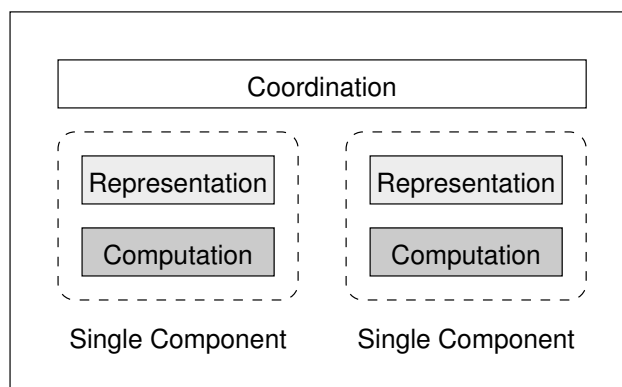 Coordination
Representation
Representation
Computation
Computation
Single Component
Single Component